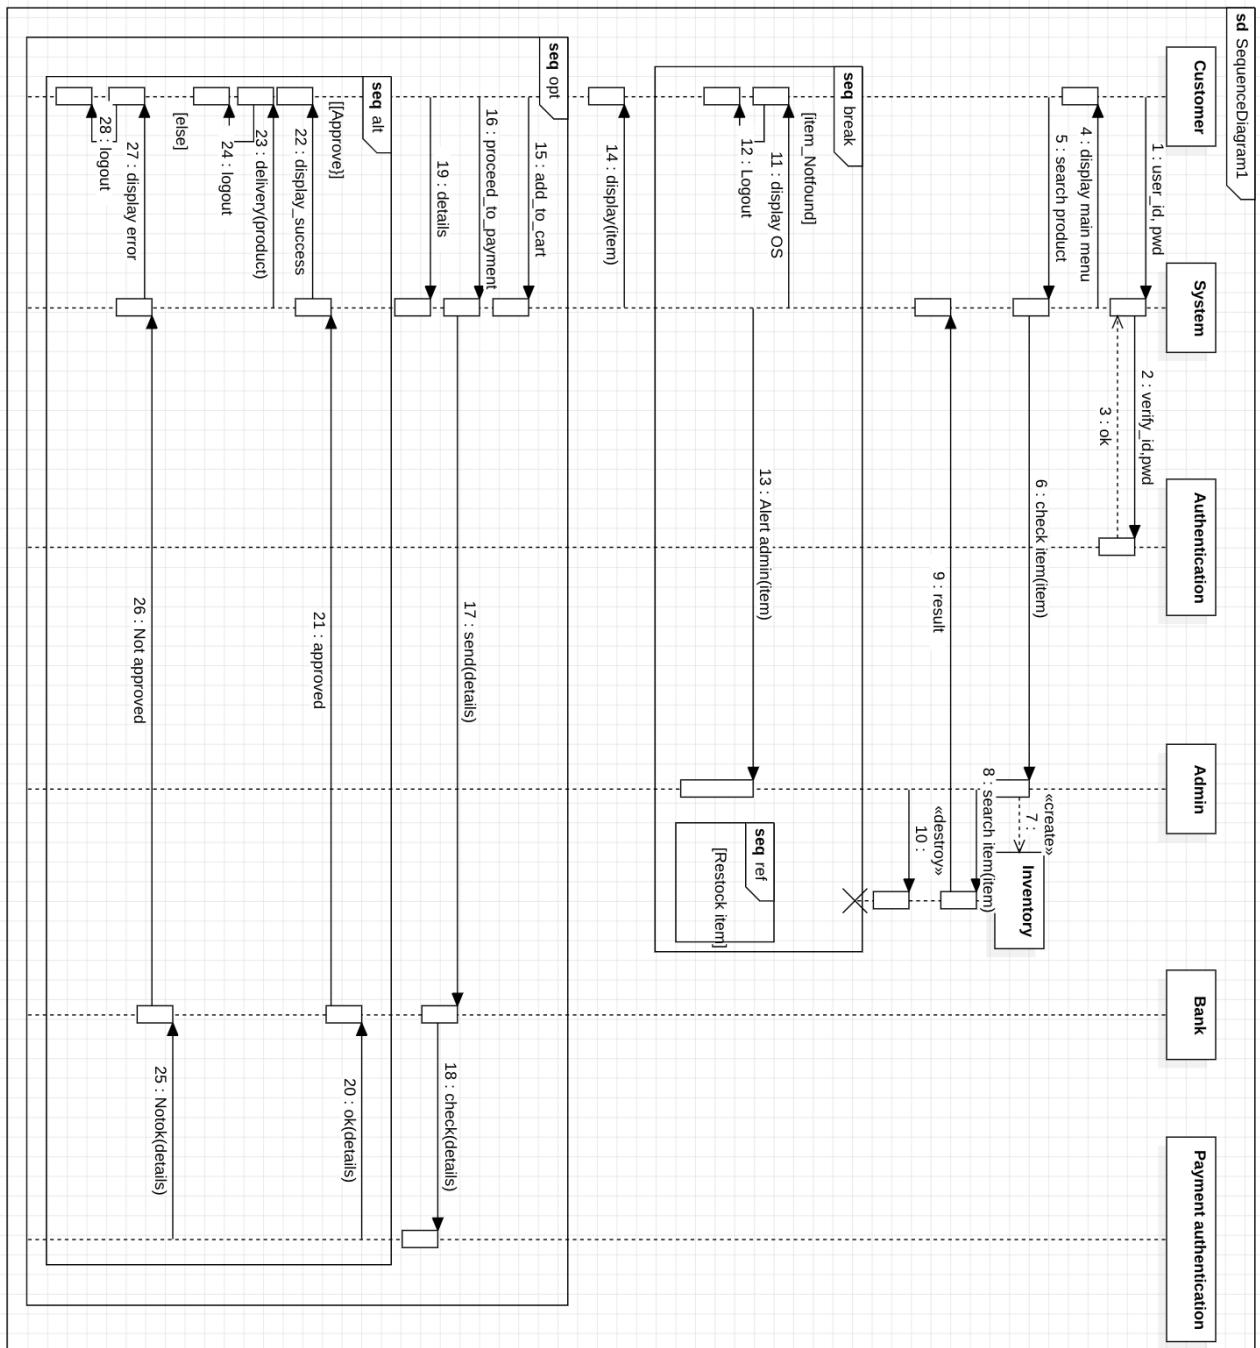 sd SequenceDiagram1
Customer
System
Authentication
Admin
Bank
Payment authentication
1 : user_id, pwd
2 : verify_id,pwd
3 : ok
4 : display main menu
5 : search product
6 : check item(item)
«create»
7 :
Inventory
8 : search item(item)
9 : result
«destroy»
10 :
seq break
[item_Notfound]
11 : display OS
12 : Logout
13 : Alert admin(item)
seq ref
[Restock item]
14 : display(item)
seq opt
15 : add_to_cart
16 : proceed_to_payment
17 : send(details)
18 : check(details)
19 : details
seq alt
[[Approve}]
20 : ok(details)
21 : approved
22 : display_success
23 : delivery(product)
24 : logout
[else]
25 : Notok(details)
26 : Not approved
27 : display error
28 : logout